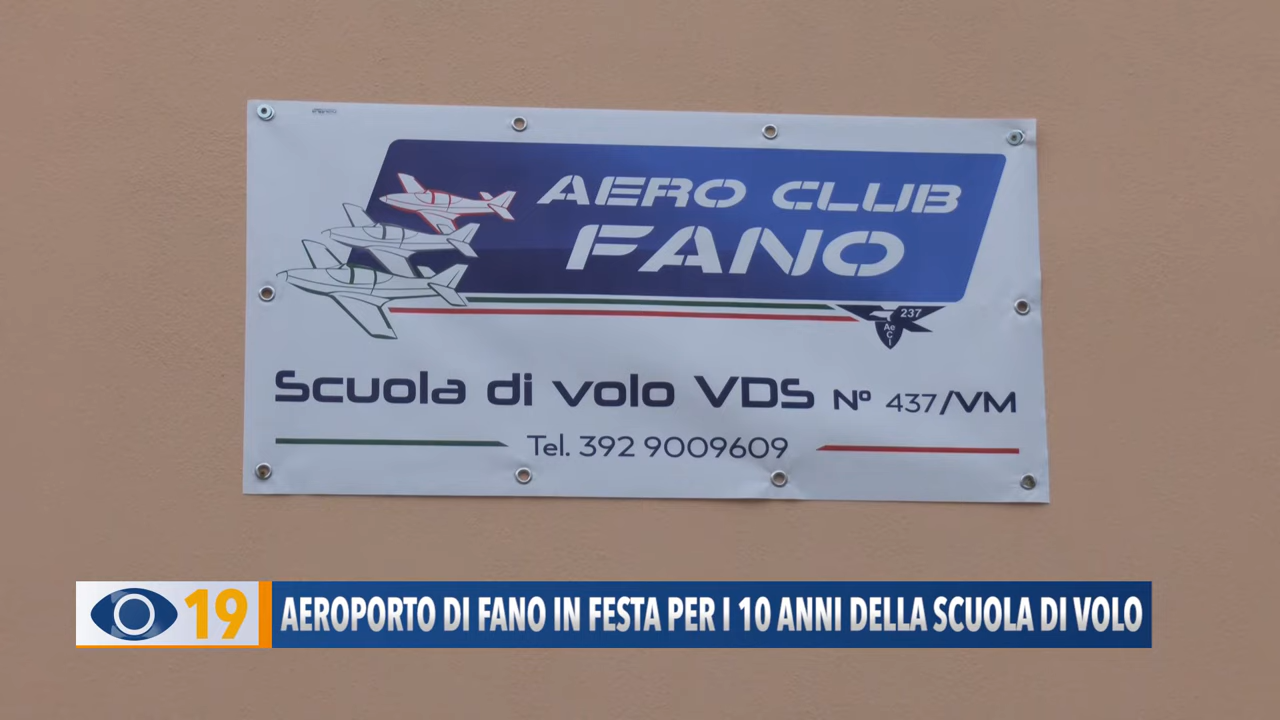 AERO CLUB
FANO
237
Ae
C
I
Scuola di volo VDS N° 437/VM
Tel. 392 9009609
19
AEROPORTO DI FANO IN FESTA PER I 10 ANNI DELLA SCUOLA DI VOLO